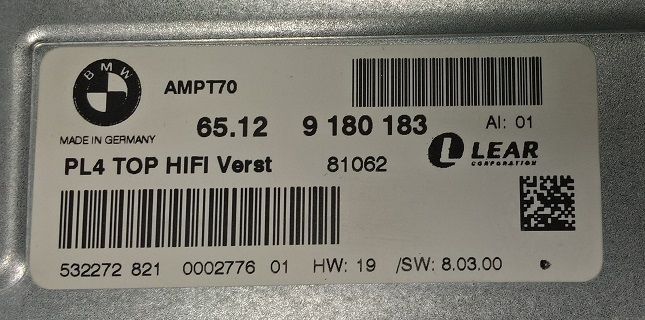 BMW
AMPT70
MADE IN GERMANY
65.12 9 180 183 AI: 01
PL4 TOP HIFI Verst 81062
LEAR
CORPORATION
532272 821 0002776 01 HW: 19 /SW: 8.03.00